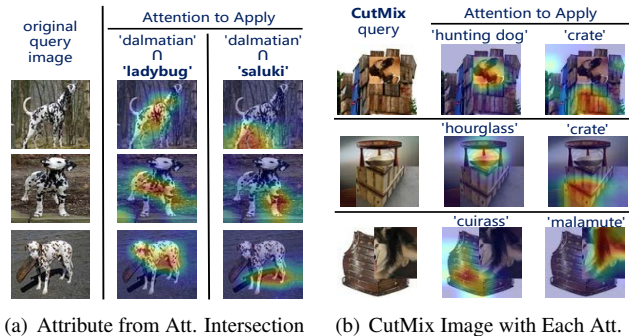 original
query
image
Attention to Apply
'dalmatian'
∩
'ladybug'
'dalmatian'
∩
'saluki'
CutMix
query
Attention to Apply
'hunting dog'
'crate'
'hourglass'
'crate'
'cuirass'
'malamute'
(a) Attribute from Att. Intersection
(b) CutMix Image with Each Att.